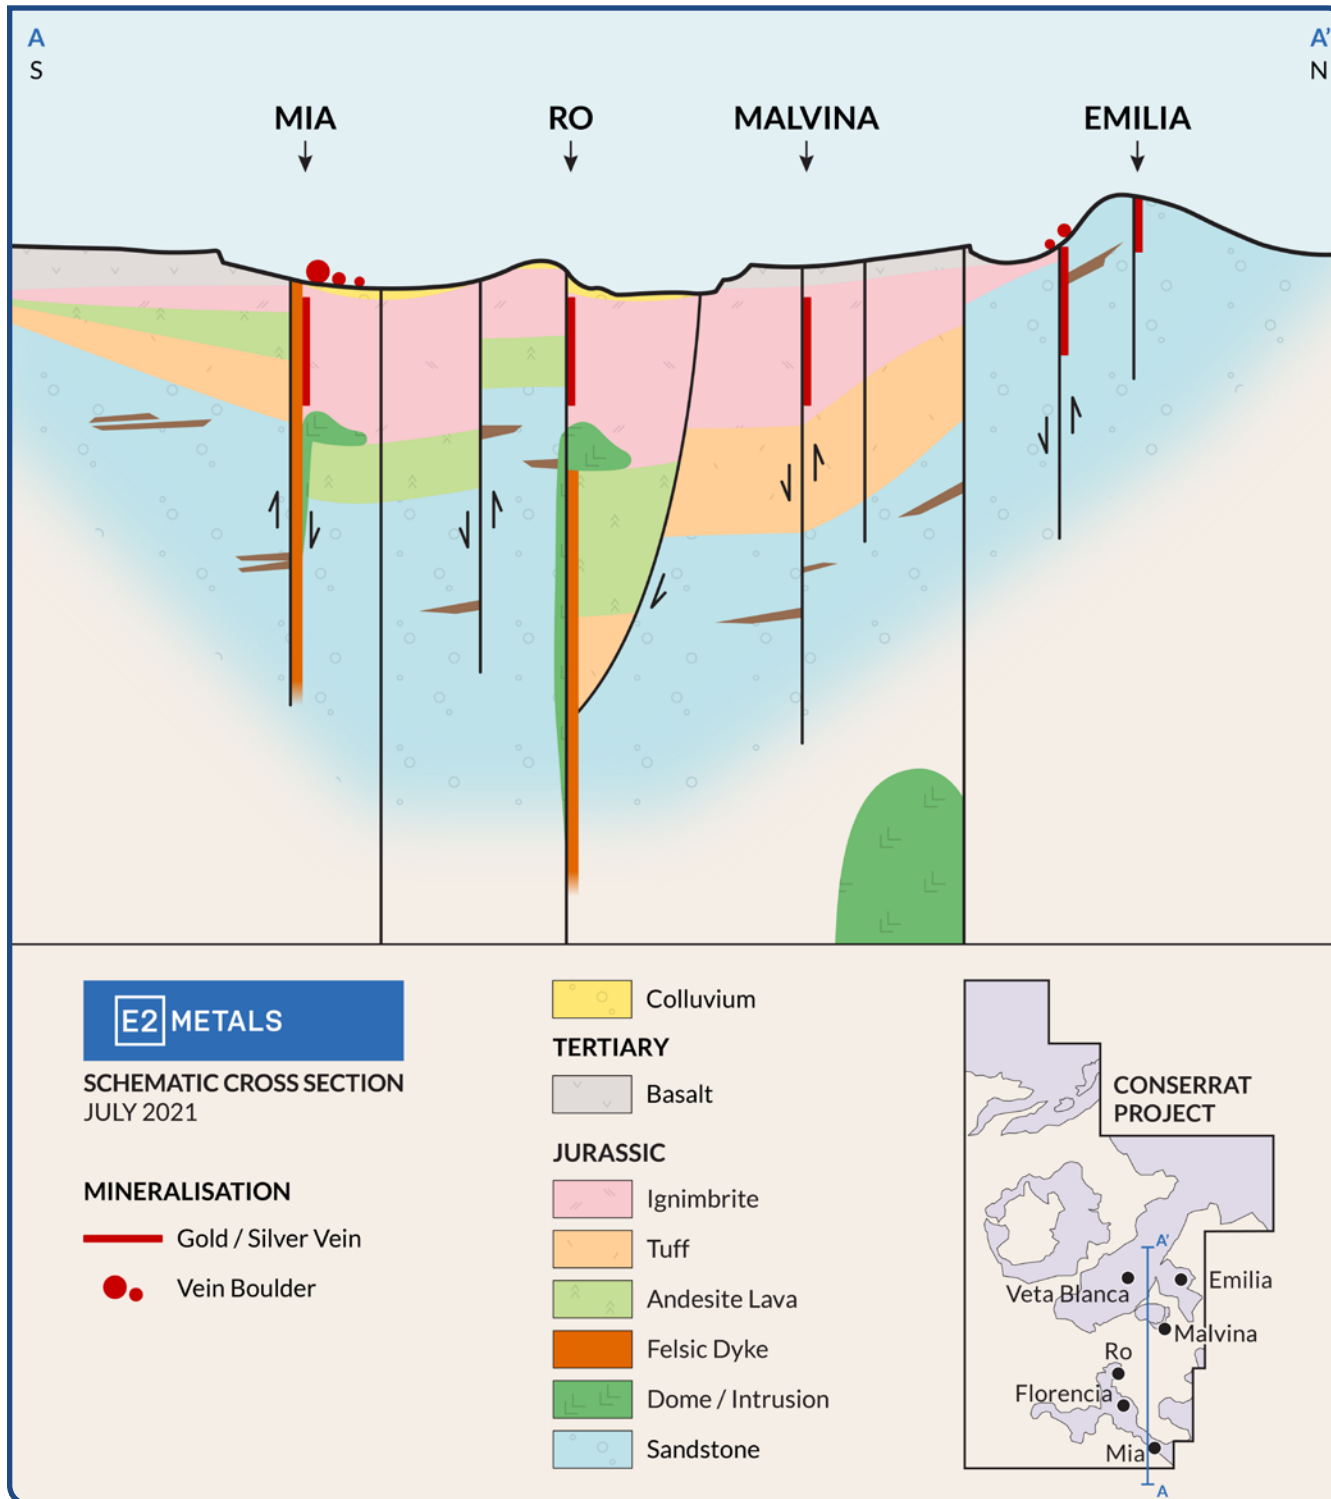 A
S
A'
N
MIA
RO
MALVINA
EMILIA
E2 METALS
SCHEMATIC CROSS SECTION
JULY 2021
MINERALISATION
Gold / Silver Vein
Vein Boulder
Colluvium
TERTIARY
Basalt
JURASSIC
Ignimbrite
Tuff
Andesite Lava
Felsic Dyke
Dome / Intrusion
Sandstone
CONSERRAT
PROJECT
A'
Veta Blanca
Emilia
Malvina
Ro
Florencia
Mia
A